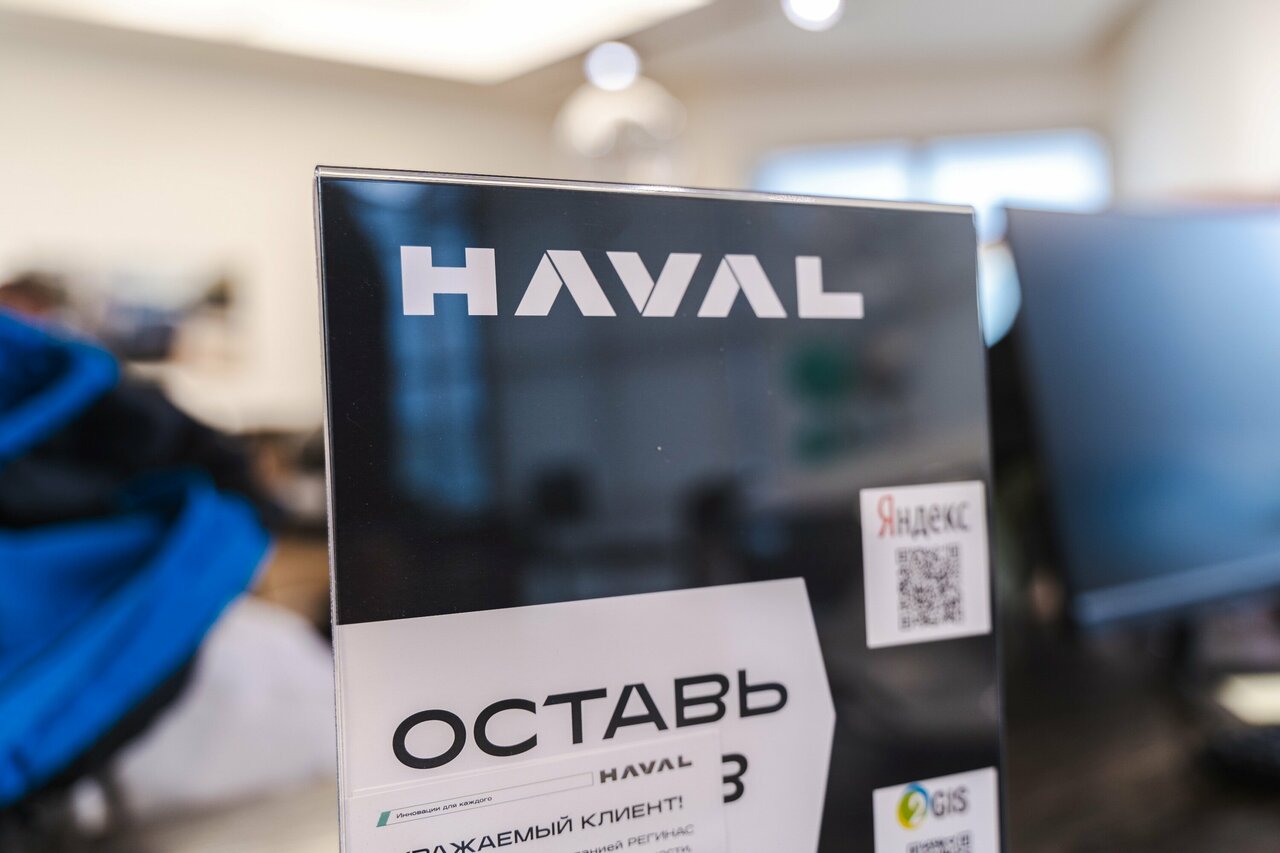 HAVAL
Яндекс
ОСТАВЬ
HAVAL
Инновации для каждого
УВАЖАЕМЫЙ КЛИЕНТ!
РЕГИНАС
2GIS